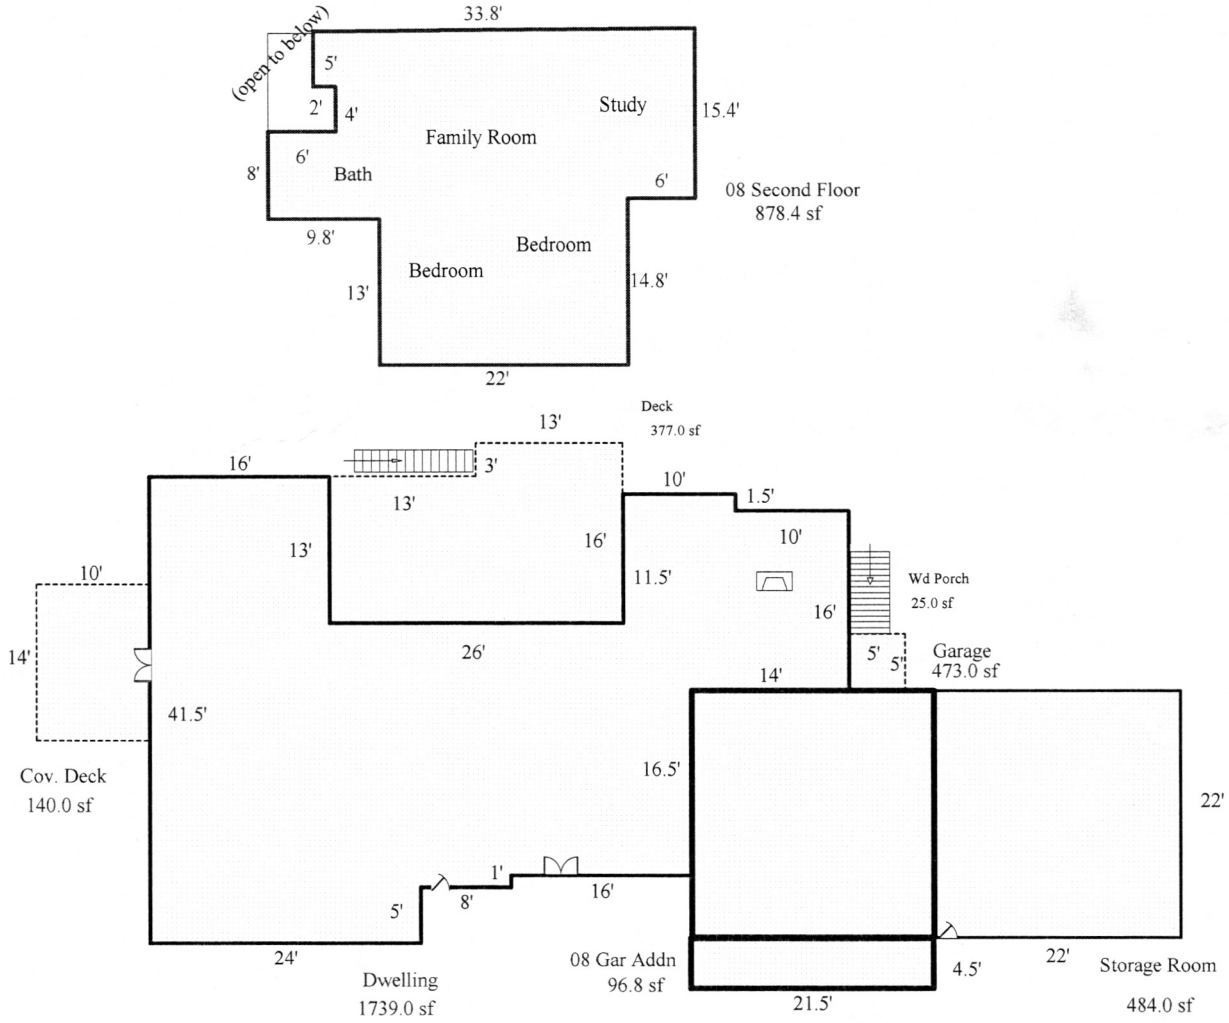 33.8'
(open to below)
5'
2'
4'
Study
15.4'
Family Room
6'
8'
Bath
6'
08 Second Floor
878.4 sf
9.8'
Bedroom
Bedroom
13'
14.8'
22'
Deck
377.0 sf
13'
16'
3'
13'
10'
1.5'
13'
16'
10'
10'
11.5'
Wd Porch
25.0 sf
16'
14'
26'
5'
5'
Garage
473.0 sf
14'
41.5'
16.5'
Cov. Deck
140.0 sf
22'
1'
16'
5'
8'
24'
08 Gar Addn
96.8 sf
4.5'
22'
Storage Room
484.0 sf
Dwelling
1739.0 sf
21.5'